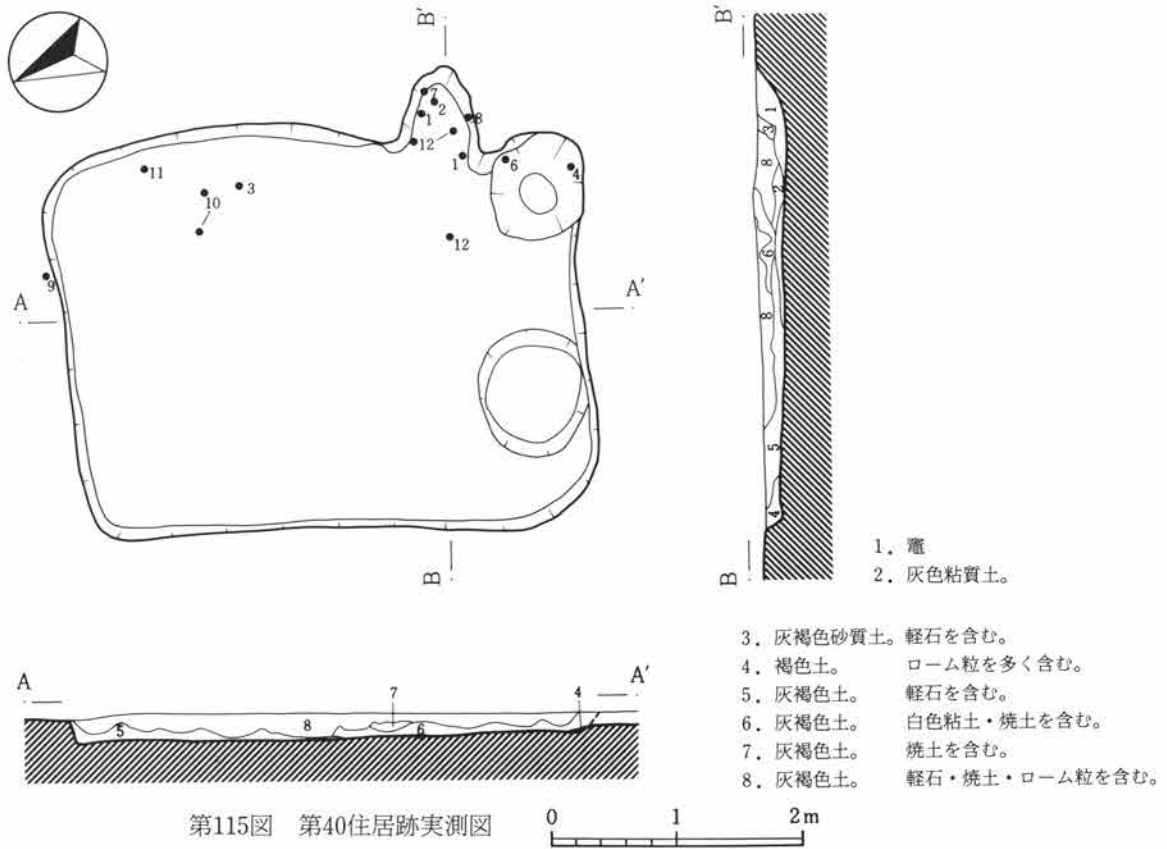 B′
B′
7
2
1
8
12
1
6
4
11
10
3
12
9
A
A′
B
1
3
8
2
6
8
5
4
B
1. 竈
2. 灰色粘質土。
3. 灰褐色砂質土。軽石を含む。
4. 褐色土。 ローム粒を多く含む。
5. 灰褐色土。 軽石を含む。
6. 灰褐色土。 白色粘土・焼土を含む。
7. 灰褐色土。 焼土を含む。
8. 灰褐色土。 軽石・焼土・ローム粒を含む。
A
7
4
A′
5
8
6
第115図 第40住居跡実測図
0 1 2m